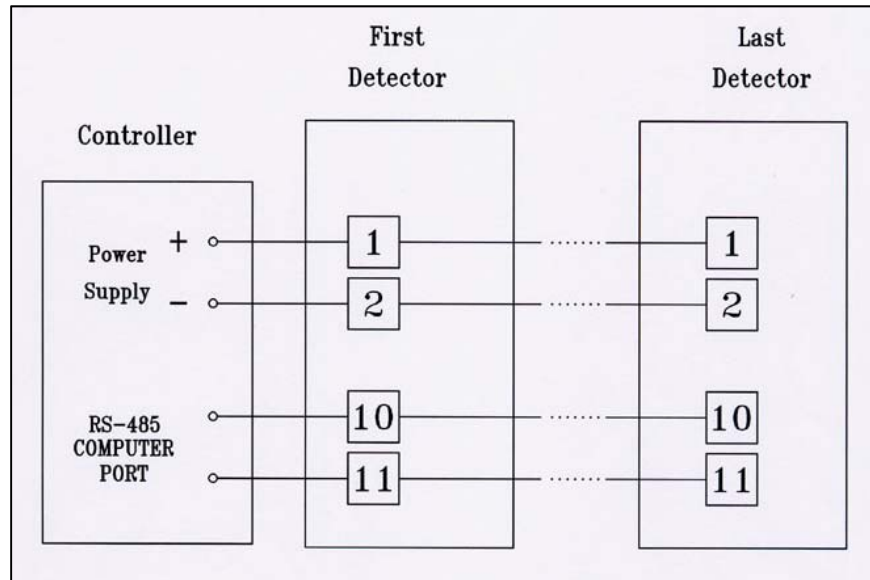 First
Detector
Last
Detector
Controller
Power
Supply
+
-
RS-485
COMPUTER
PORT
1
2
10
11
1
2
10
11